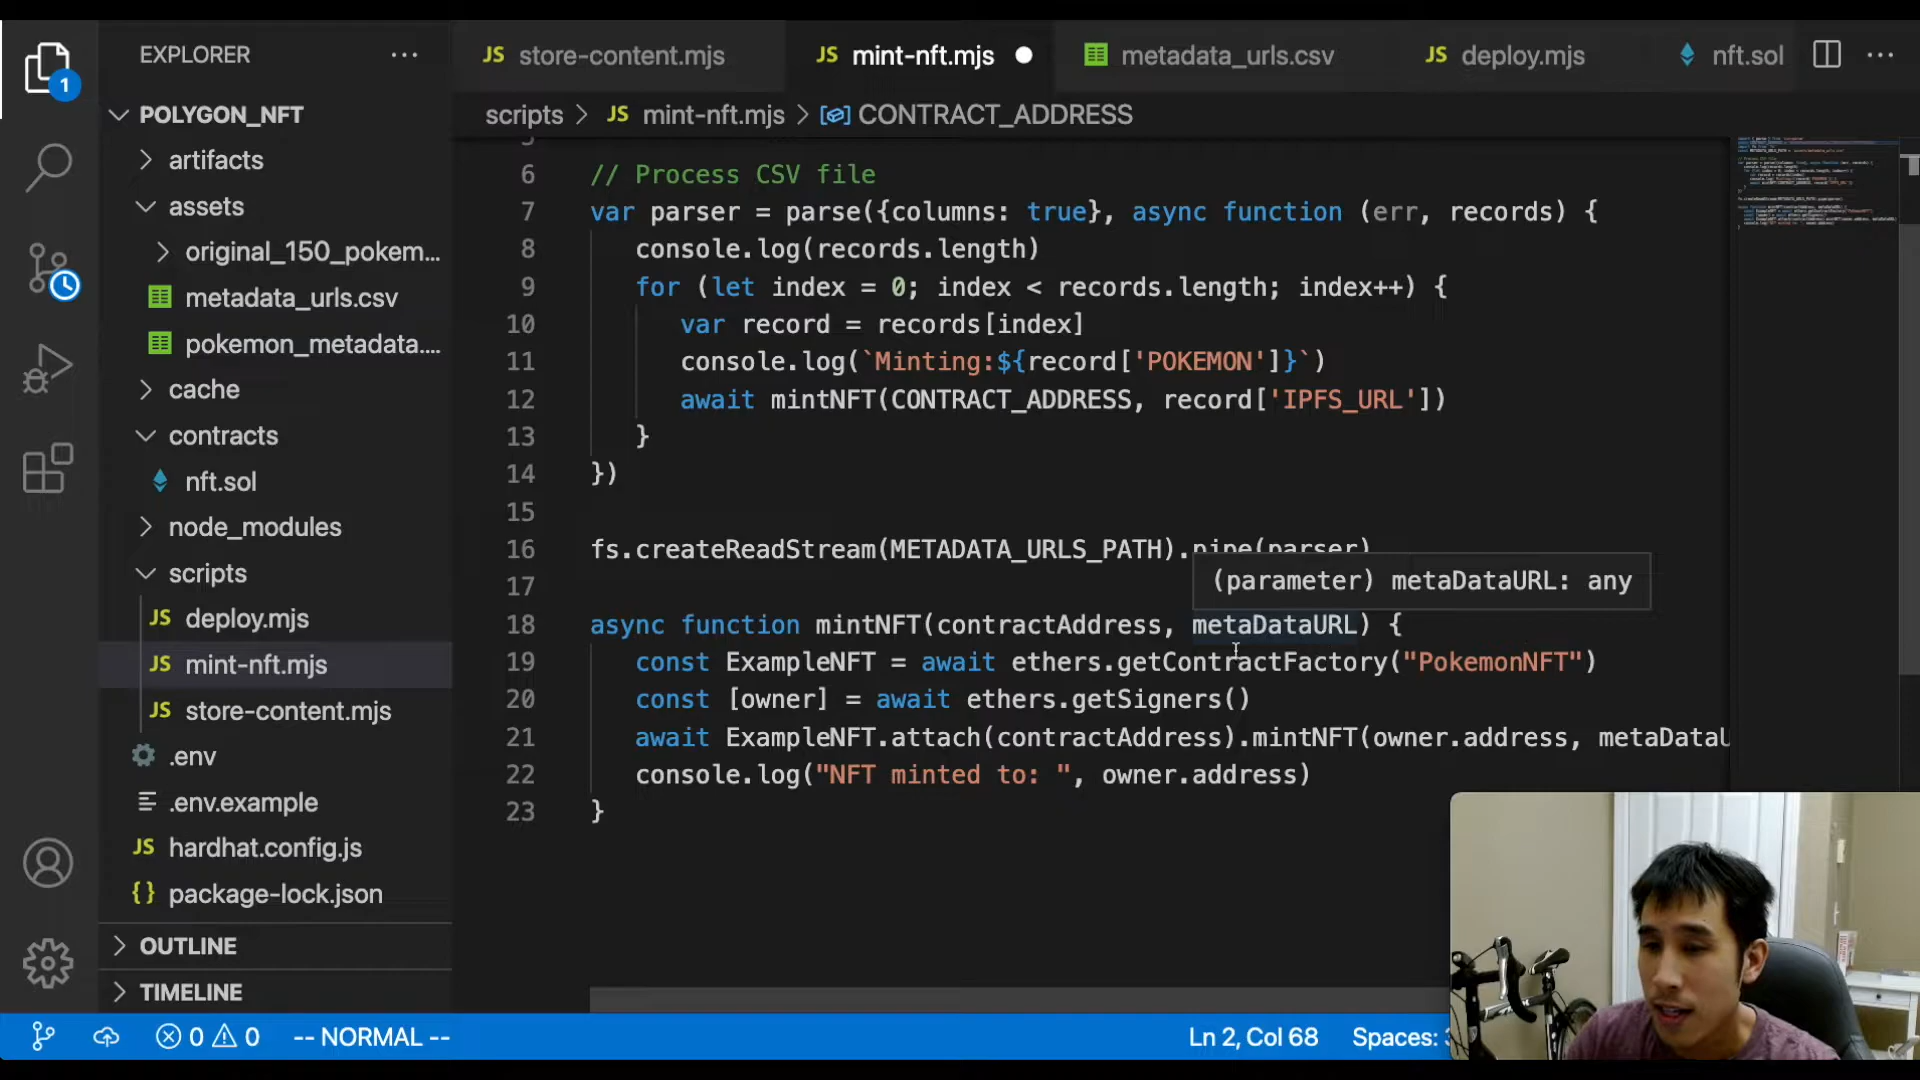 EXPLORER
store-content.mjs
mint-nft.mjs
metadata_urls.csv
deploy.mjs
nft.sol
1
POLYGON_NFT
scripts > JS mint-nft.mjs > CONTRACT_ADDRESS
artifacts
assets
original_150_pokem...
metadata_urls.csv
pokemon_metadata....
cache
contracts
nft.sol
node_modules
scripts
JS deploy.mjs
JS mint-nft.mjs
JS store-content.mjs
.env
.env.example
JS hardhat.config.js
{} package-lock.json
OUTLINE
TIMELINE
6 // Process CSV file
7 var parser = parse({columns: true}, async function (err, records) {
8 console.log(records.length)
9 for (let index = 0; index < records.length; index++) {
10 var record = records[index]
11 console.log(`Minting:${record['POKEMON']}`)
12 await mintNFT(CONTRACT_ADDRESS, record['IPFS_URL'])
13 }
14 })
15
16 fs.createReadStream(METADATA_URLS_PATH).pipe(parser)
17
(parameter) metaDataURL: any
18 async function mintNFT(contractAddress, metaDataURL) {
19 const ExampleNFT = await ethers.getContractFactory("PokemonNFT")
20 const [owner] = await ethers.getSigners()
21 await ExampleNFT.attach(contractAddress).mintNFT(owner.address, metaDataU
22 console.log("NFT minted to: ", owner.address)
23 }
0 0 -- NORMAL --
Ln 2, Col 68
Spaces: